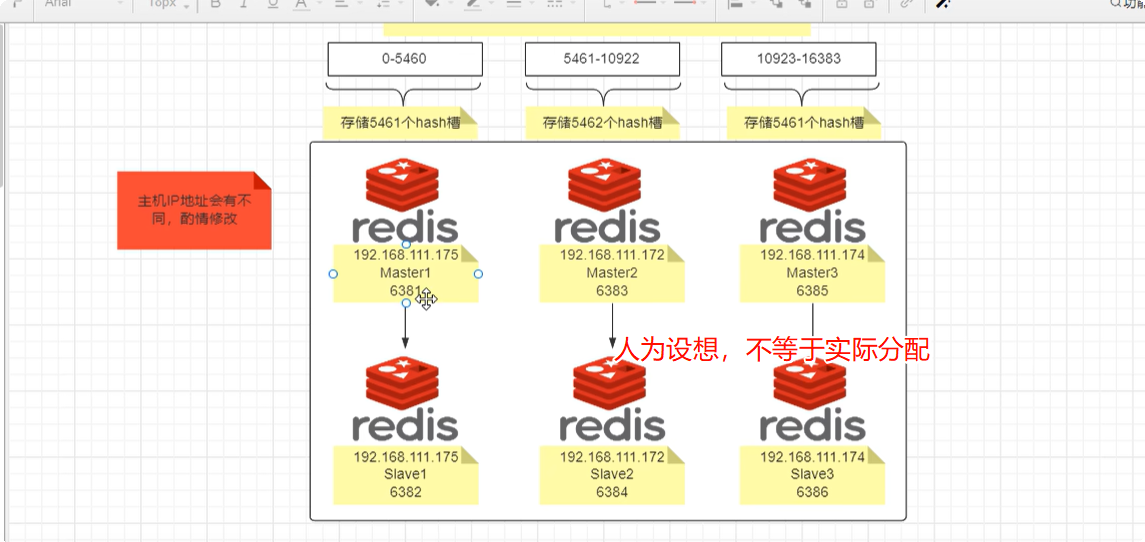 Arial
10px
B
I
U
A
功能
0-5460
5461-10922
10923-16383
存储5461个hash槽
存储5462个hash槽
存储5461个hash槽
主机IP地址会有不
同，酌情修改
redis
redis
redis
192.168.111.175
Master1
6381
192.168.111.172
Master2
6383
192.168.111.174
Master3
6385
人为设想，不等于实际分配
redis
redis
redis
192.168.111.175
Slave1
6382
192.168.111.172
Slave2
6384
192.168.111.174
Slave3
6386